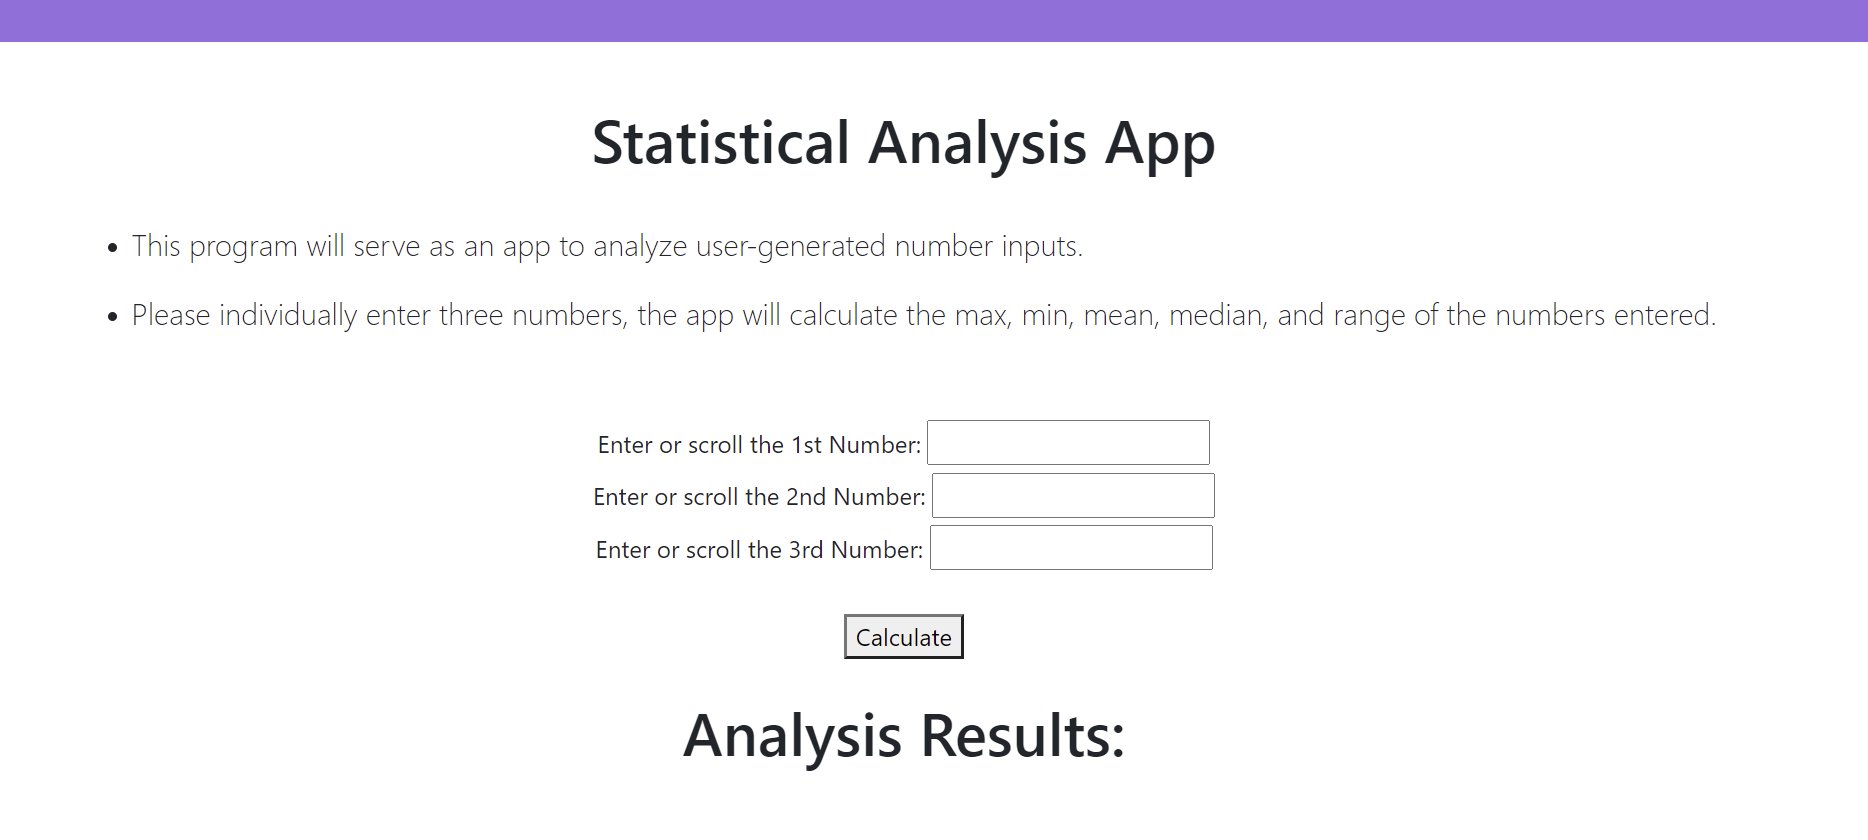 Statistical Analysis App
This program will serve as an app to analyze user-generated number inputs.
Please individually enter three numbers, the app will calculate the max, min, mean, median, and range of the numbers entered.
Enter or scroll the 1st Number:
Enter or scroll the 2nd Number:
Enter or scroll the 3rd Number:
Calculate
Analysis Results: